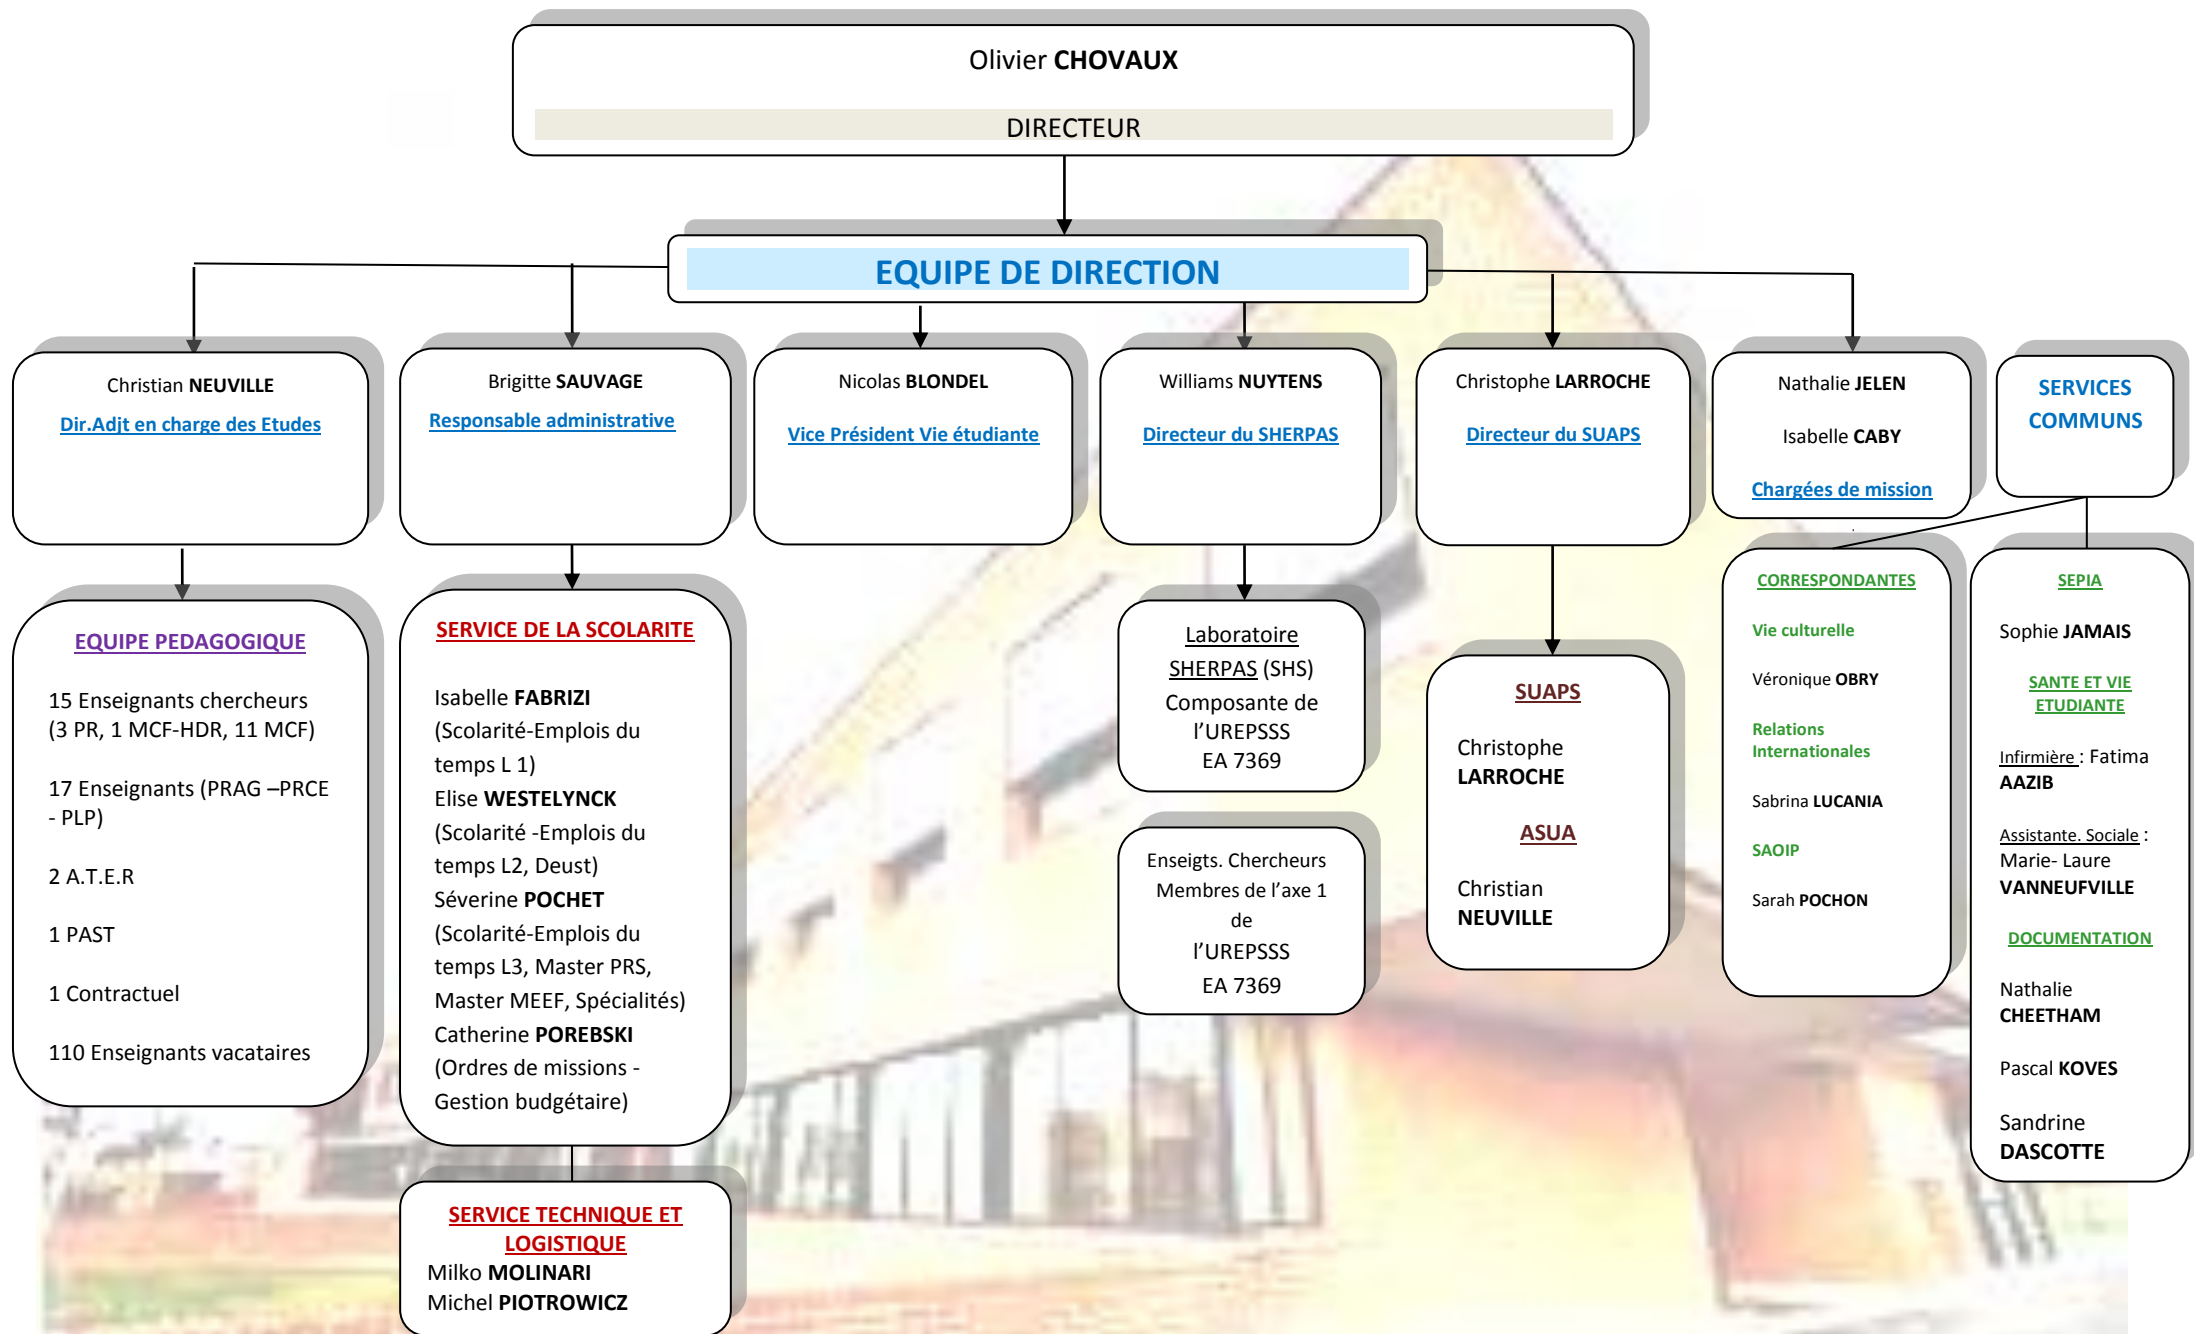 Olivier CHOVAUX
DIRECTEUR
EQUIPE DE DIRECTION
Christian NEUVILLE
Dir.Adjt en charge des Etudes
Brigitte SAUVAGE
Responsable administrative
Nicolas BLONDEL
Vice Président Vie étudiante
Williams NUYTENS
Directeur du SHERPAS
Christophe LARROCHE
Directeur du SUAPS
Nathalie JELEN
Isabelle CABY
Chargées de mission
SERVICES
COMMUNS
EQUIPE PEDAGOGIQUE
15 Enseignants chercheurs
(3 PR, 1 MCF-HDR, 11 MCF)
17 Enseignants (PRAG –PRCE
- PLP)
2 A.T.E.R
1 PAST
1 Contractuel
110 Enseignants vacataires
SERVICE DE LA SCOLARITE
Isabelle FABRIZI
(Scolarité-Emplois du
temps L 1)
Elise WESTELYNCK
(Scolarité -Emplois du
temps L2, Deust)
Séverine POCHET
(Scolarité-Emplois du
temps L3, Master PRS,
Master MEEF, Spécialités)
Catherine POREBSKI
(Ordres de missions -
Gestion budgétaire)
SERVICE TECHNIQUE ET
LOGISTIQUE
Milko MOLINARI
Michel PIOTROWICZ
Laboratoire
SHERPAS (SHS)
Composante de
l’UREPSSS
EA 7369
Enseigts. Chercheurs
Membres de l’axe 1
de
l’UREPSSS
EA 7369
SUAPS
Christophe
LARROCHE
ASUA
Christian
NEUVILLE
CORRESPONDANTES
Vie culturelle
Véronique OBRY
Relations
Internationales
Sabrina LUCANIA
SAOIP
Sarah POCHON
SEPIA
Sophie JAMAIS
SANTE ET VIE
ETUDIANTE
Infirmière : Fatima
AAZIB
Assistante. Sociale :
Marie- Laure
VANNEUFVILLE
DOCUMENTATION
Nathalie
CHEETHAM
Pascal KOVES
Sandrine
DASCOTTE